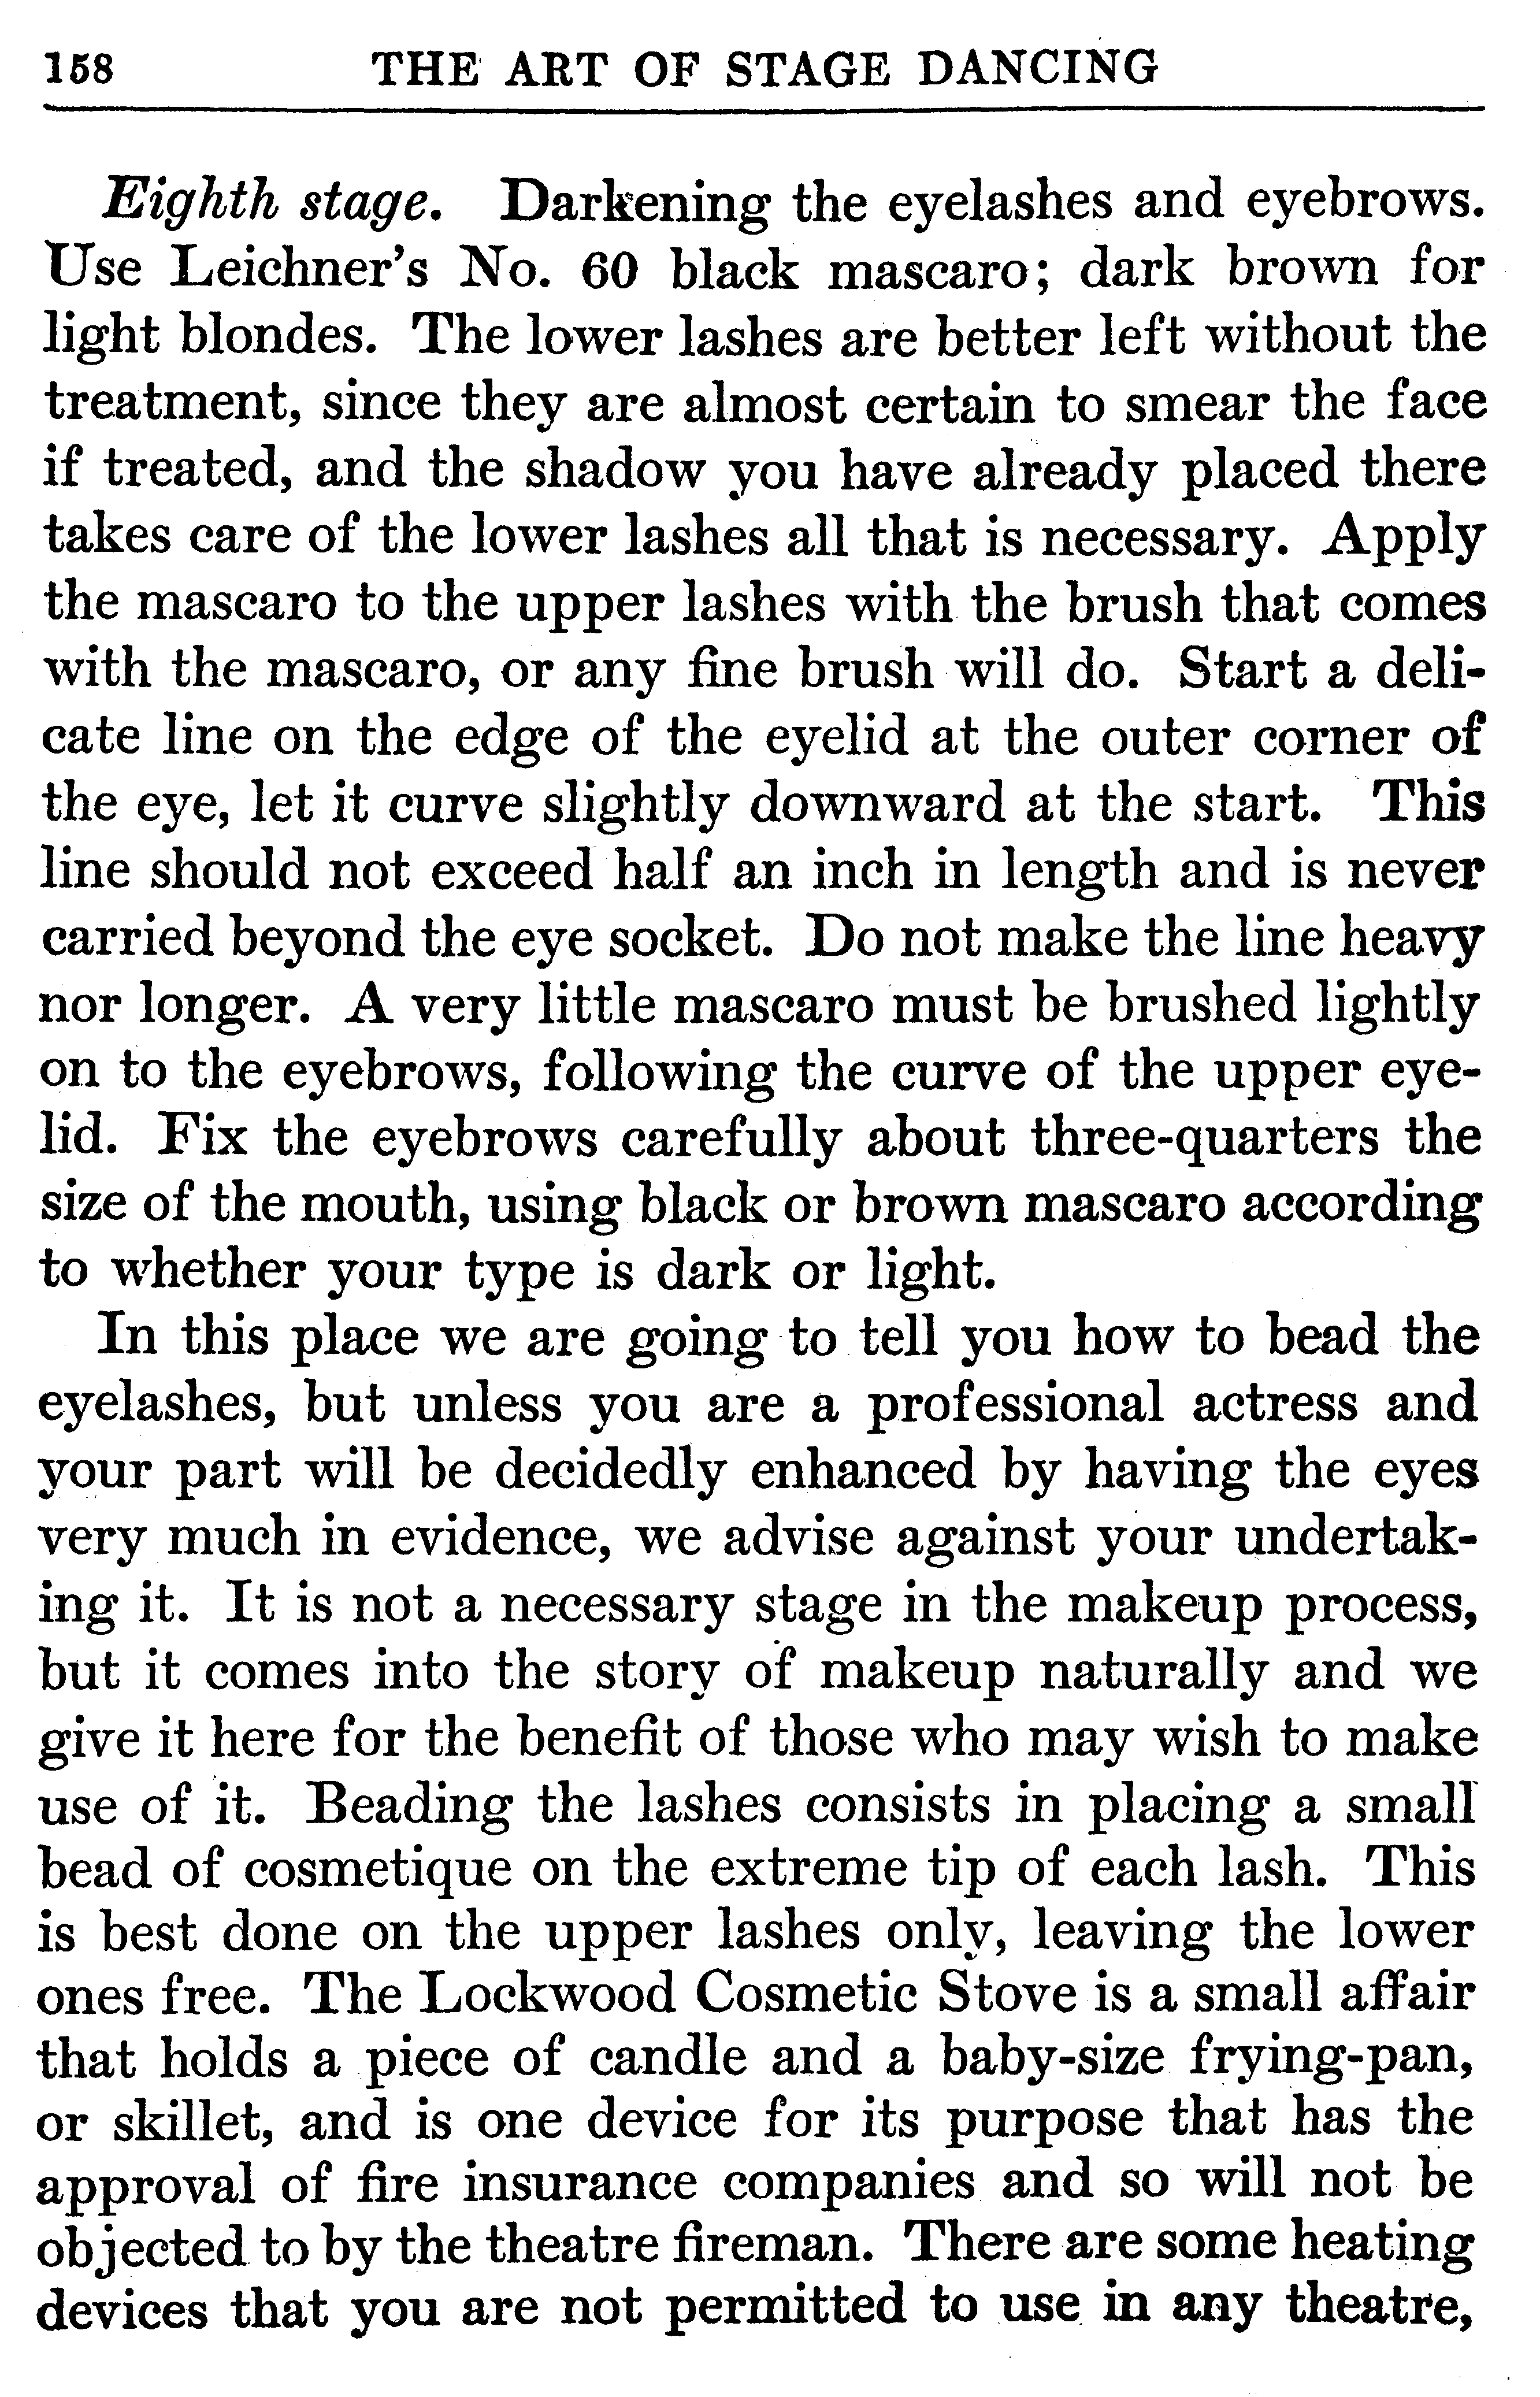 158 THE ART OF STAGE DANCING
Eighth stage. Darkening the eyelashes and eyebrows.
Use Leichner's No. 60 black mascaro; dark brown for
light blondes. The lower lashes are better left without the
treatment, since they are almost certain to smear the face
if treated, and the shadow you have already placed there
takes care of the lower lashes all that is necessary. Apply
the mascaro to the upper lashes with the brush that comes
with the mascaro, or any fine brush will do. Start a deli-
cate line on the edge of the eyelid at the outer corner of
the eye, let it curve slightly downward at the start. This
line should not exceed half an inch in length and is never
carried beyond the eye socket. Do not make the line heavy
nor longer. A very little mascaro must be brushed lightly
on to the eyebrows, following the curve of the upper eye-
lid. Fix the eyebrows carefully about three-quarters the
size of the mouth, using black or brown mascaro according
to whether your type is dark or light.
In this place we are going to tell you how to bead the
eyelashes, but unless you are a professional actress and
your part will be decidedly enhanced by having the eyes
very much in evidence, we advise against your undertak-
ing it. It is not a necessary stage in the makeup process,
but it comes into the story of makeup naturally and we
give it here for the benefit of those who may wish to make
use of it. Beading the lashes consists in placing a small
bead of cosmetique on the extreme tip of each lash. This
is best done on the upper lashes only, leaving the lower
ones free. The Lockwood Cosmetic Stove is a small affair
that holds a piece of candle and a baby-size frying-pan,
or skillet, and is one device for its purpose that has the
approval of fire insurance companies and so will not be
objected to by the theatre fireman. There are some heating
devices that you are not permitted to use in any theatre,